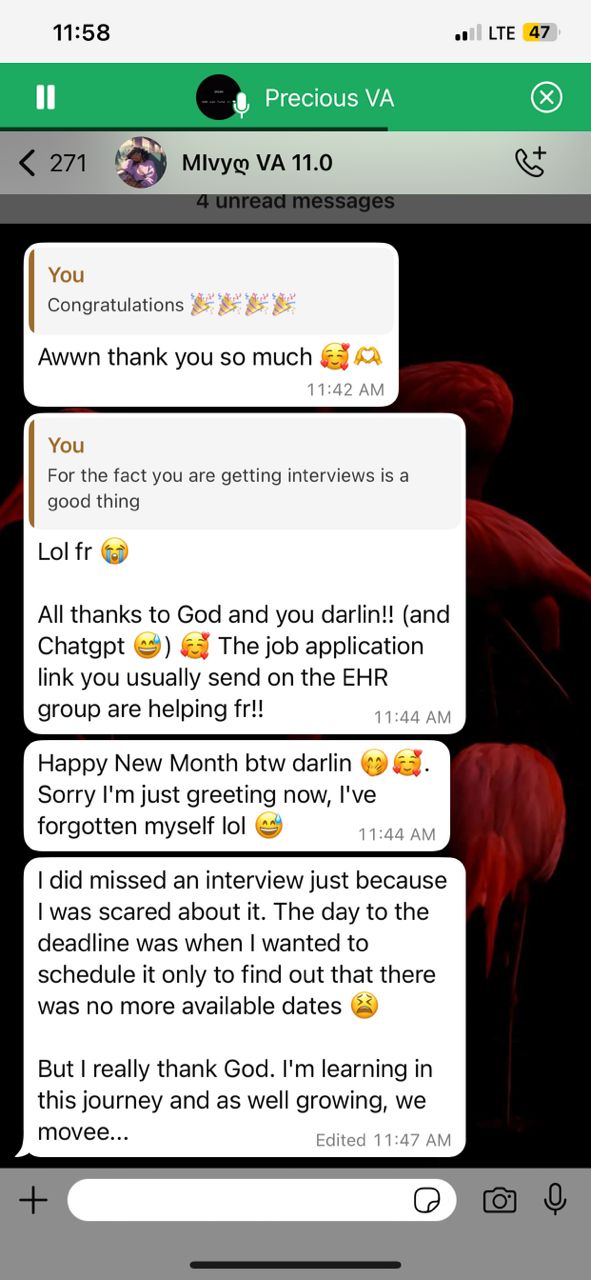 11:58
LTE 47
Precious VA
271
Mlvyღ VA 11.0
4 unread messages
You
Congratulations 🎉🎉🎉🎉
Awwn thank you so much 🥰🫶
11:42 AM
You
For the fact you are getting interviews is a
good thing
Lol fr 😭
All thanks to God and you darlin!! (and
Chatgpt 😅) 🥰 The job application
link you usually send on the EHR
group are helping fr!!
11:44 AM
Happy New Month btw darlin 🤭🥰.
Sorry I'm just greeting now, I've
forgotten myself lol 😅
11:44 AM
I did missed an interview just because
I was scared about it. The day to the
deadline was when I wanted to
schedule it only to find out that there
was no more available dates 😫
But I really thank God. I'm learning in
this journey and as well growing, we
movee...
Edited 11:47 AM